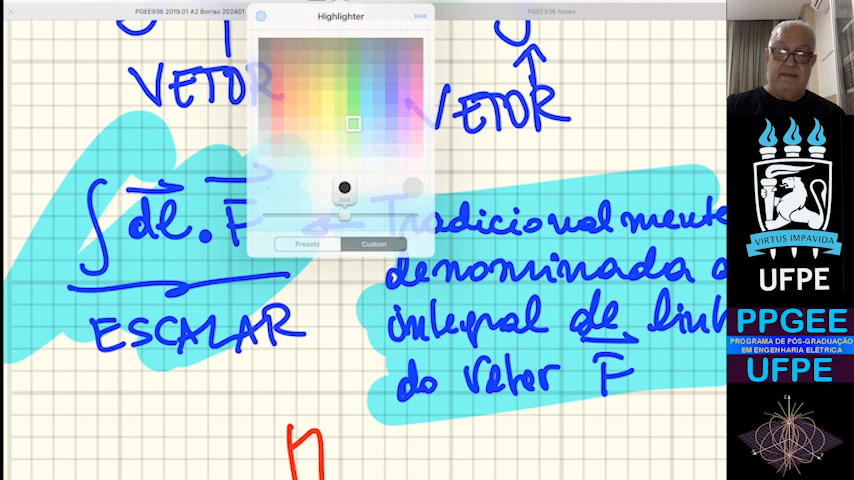 PGEE936 2019.01 A2 Borrao 202401
PGEE936 Notes
Highlighter
VETOR
VETOR
∫ dl . F
ESCALAR
Presets
Custom
Tradicionalmente
denominada a
integral de linh
do vetor F
VIRTUS IMPAVIDA
UFPE
PPGEE
PROGRAMA DE PÓS-GRADUAÇÃO
EM ENGENHARIA ELÉTRICA
UFPE